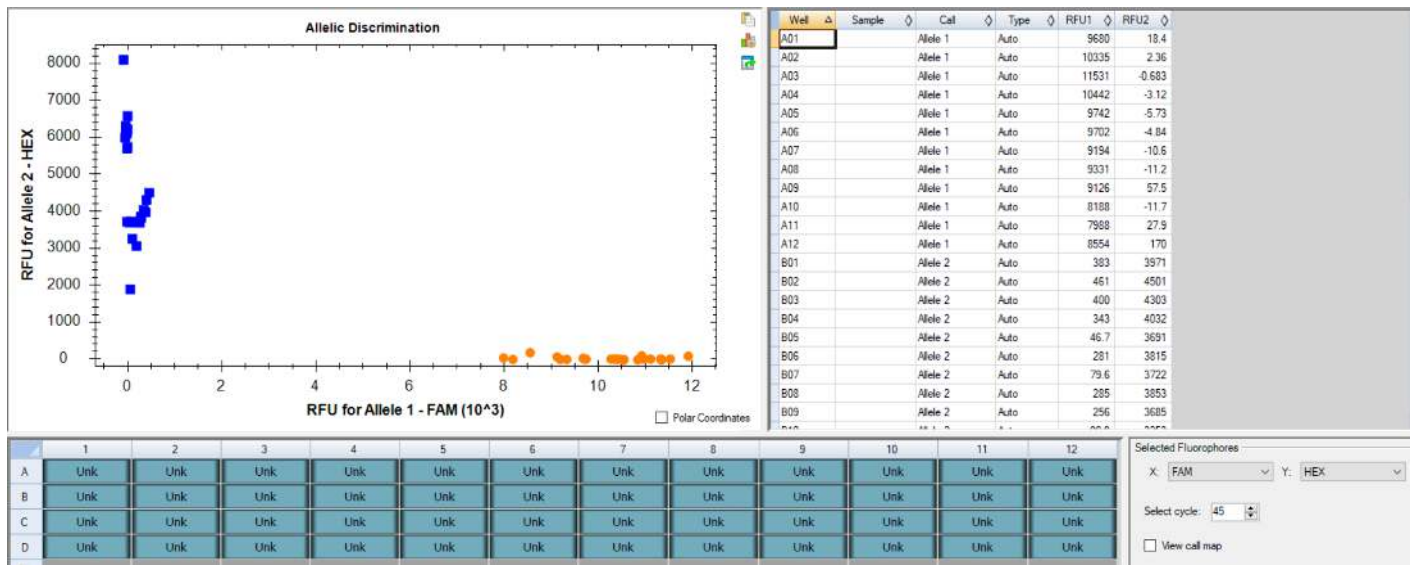 Allelic Discrimination
8000
7000
6000
5000
4000
3000
2000
1000
0
RFU for Allele 2 - HEX
0 2 4 6 8 10 12
RFU for Allele 1 - FAM (10^3)
Polar Coordinates
Well Sample Call Type RFU1 RFU2
A01 Allele 1 Auto 9680 18.4
A02 Allele 1 Auto 10335 2.36
A03 Allele 1 Auto 11531 -0.683
A04 Allele 1 Auto 10442 -3.12
A05 Allele 1 Auto 9742 -5.73
A06 Allele 1 Auto 9702 -4.84
A07 Allele 1 Auto 9194 -10.6
A08 Allele 1 Auto 9331 -11.2
A09 Allele 1 Auto 9126 57.5
A10 Allele 1 Auto 8188 -11.7
A11 Allele 1 Auto 7988 27.9
A12 Allele 1 Auto 8554 170
B01 Allele 2 Auto 383 3971
B02 Allele 2 Auto 461 4501
B03 Allele 2 Auto 400 4303
B04 Allele 2 Auto 343 4032
B05 Allele 2 Auto 46.7 3691
B06 Allele 2 Auto 281 3815
B07 Allele 2 Auto 79.6 3722
B08 Allele 2 Auto 285 3853
B09 Allele 2 Auto 256 3685
1 2 3 4 5 6 7 8 9 10 11 12
A Unk Unk Unk Unk Unk Unk Unk Unk Unk Unk Unk Unk
B Unk Unk Unk Unk Unk Unk Unk Unk Unk Unk Unk Unk
C Unk Unk Unk Unk Unk Unk Unk Unk Unk Unk Unk Unk
D Unk Unk Unk Unk Unk Unk Unk Unk Unk Unk Unk Unk
Selected Fluorophores
X: FAM Y: HEX
Select cycle: 45
View call map